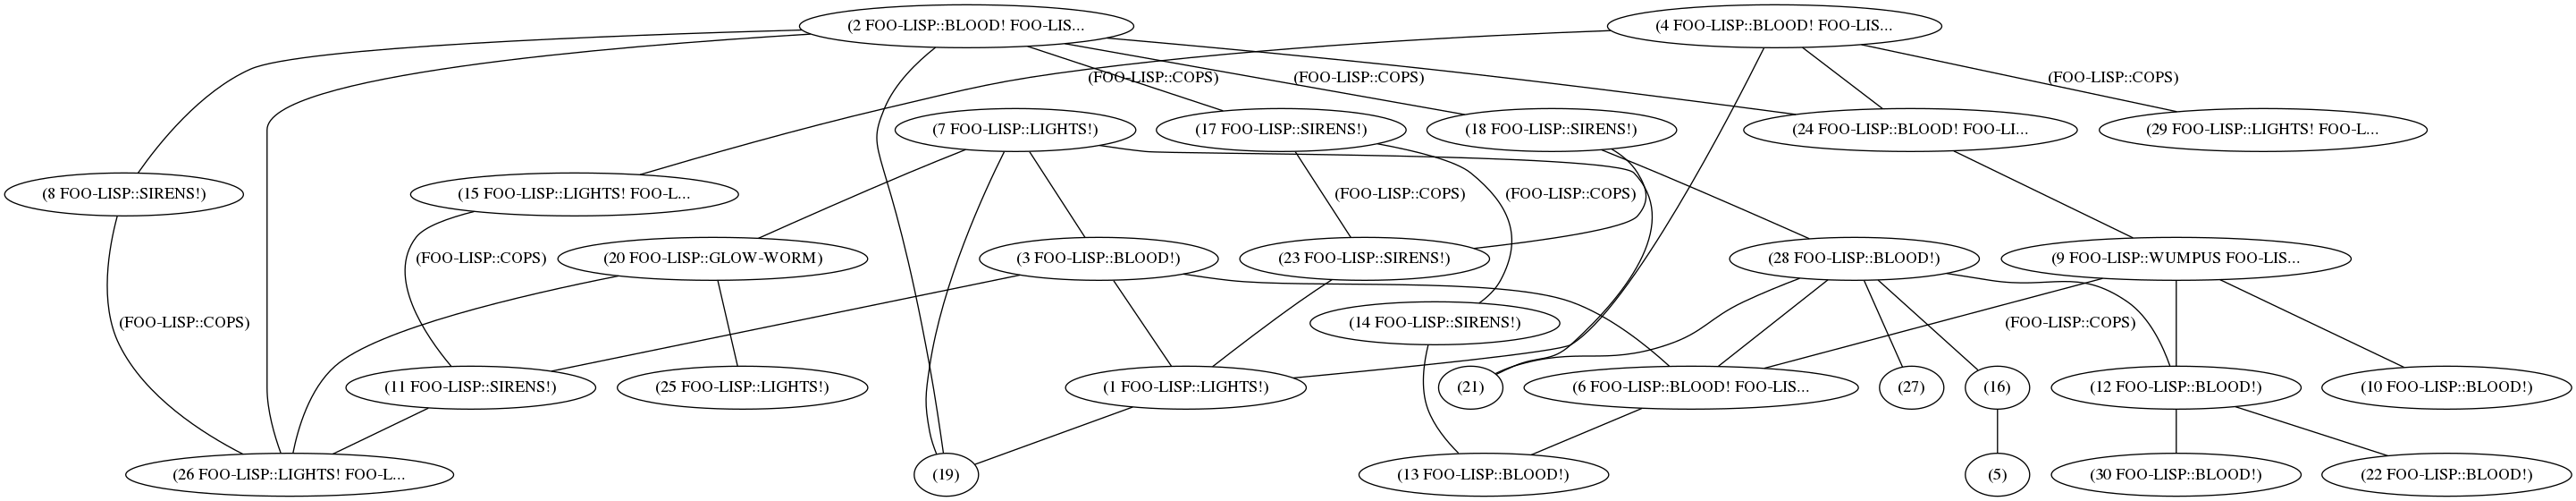 (2 FOO-LISP::BLOOD! FOO-LIS...
(4 FOO-LISP::BLOOD! FOO-LIS...
(FOO-LISP::COPS)
(FOO-LISP::COPS)
(FOO-LISP::COPS)
(7 FOO-LISP::LIGHTS!)
(17 FOO-LISP::SIRENS!)
(18 FOO-LISP::SIRENS!)
(24 FOO-LISP::BLOOD! FOO-LI...
(29 FOO-LISP::LIGHTS! FOO-L...
(8 FOO-LISP::SIRENS!)
(15 FOO-LISP::LIGHTS! FOO-L...
(FOO-LISP::COPS)
(FOO-LISP::COPS)
(FOO-LISP::COPS)
(20 FOO-LISP::GLOW-WORM)
(3 FOO-LISP::BLOOD!)
(23 FOO-LISP::SIRENS!)
(28 FOO-LISP::BLOOD!)
(9 FOO-LISP::WUMPUS FOO-LIS...
(FOO-LISP::COPS)
(14 FOO-LISP::SIRENS!)
(FOO-LISP::COPS)
(11 FOO-LISP::SIRENS!)
(25 FOO-LISP::LIGHTS!)
(1 FOO-LISP::LIGHTS!)
(21)
(6 FOO-LISP::BLOOD! FOO-LIS...
(27)
(16)
(12 FOO-LISP::BLOOD!)
(10 FOO-LISP::BLOOD!)
(26 FOO-LISP::LIGHTS! FOO-L...
(19)
(13 FOO-LISP::BLOOD!)
(5)
(30 FOO-LISP::BLOOD!)
(22 FOO-LISP::BLOOD!)